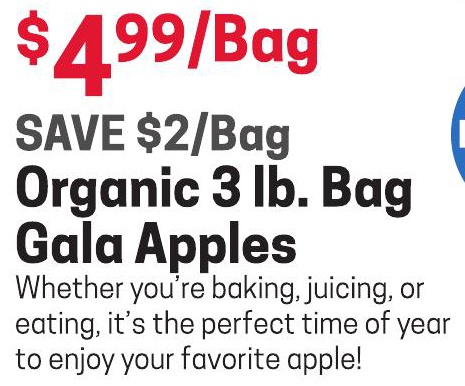 $4.99/Bag
SAVE $2/Bag
Organic 3 lb. Bag
Gala Apples
Whether you're baking, juicing, or
eating, it's the perfect time of year
to enjoy your favorite apple!